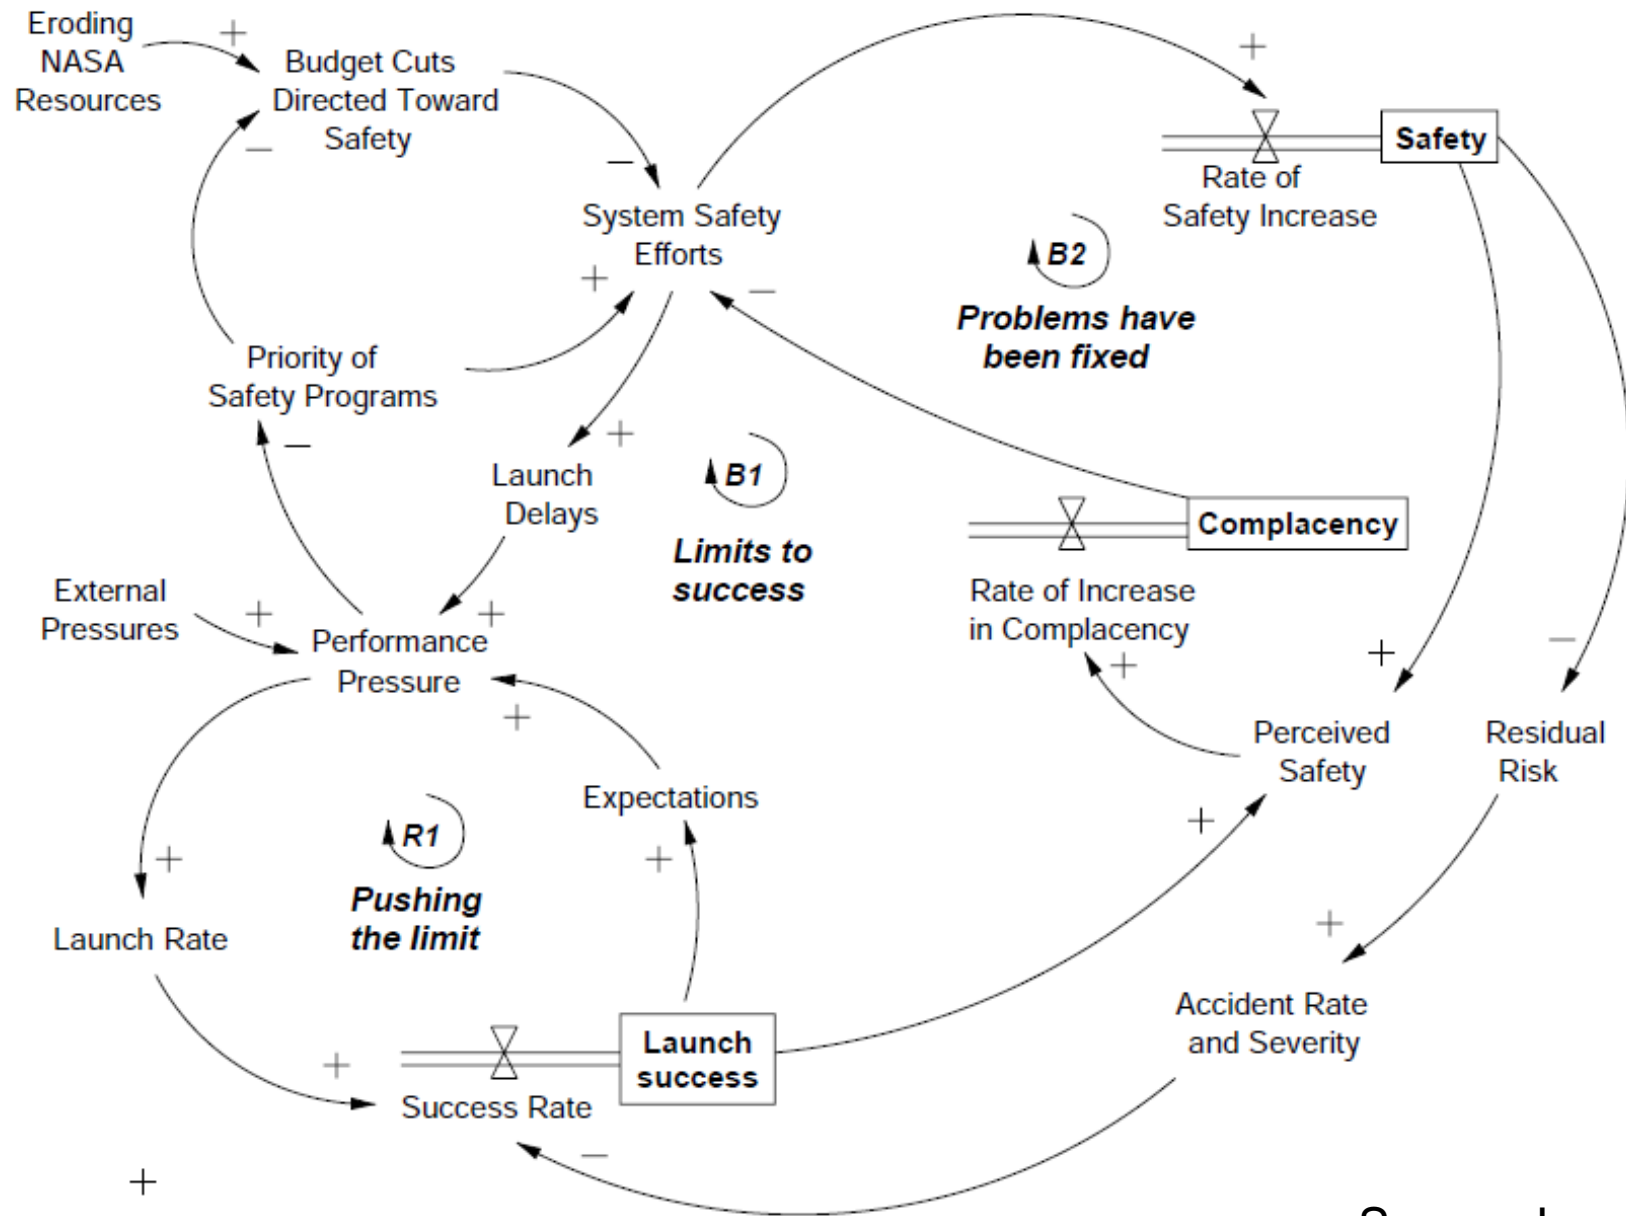 Eroding
NASA
Resources
+
Budget Cuts
Directed Toward
Safety
−
−
+
Safety
Rate of
Safety Increase
System Safety
Efforts
+
−
B2
Problems have
been fixed
Priority of
Safety Programs
−
+
Launch
Delays
B1
Limits to
success
Complacency
Rate of Increase
in Complacency
+
External
Pressures
+
+
Performance
Pressure
+
+
−
Perceived
Safety
Residual
Risk
Expectations
+
R1
Pushing
the limit
+
+
+
Launch Rate
Launch
success
+
Success Rate
Accident Rate
and Severity
−
+